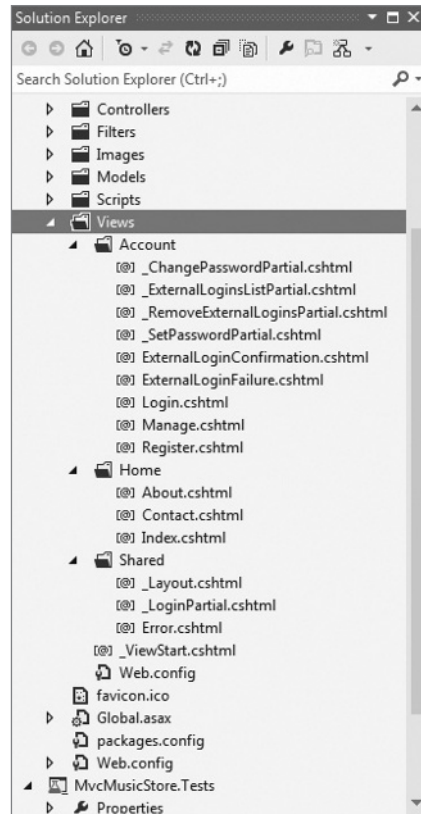 Solution Explorer
Search Solution Explorer (Ctrl+;)
Controllers
Filters
Images
Models
Scripts
Views
Account
[@] _ChangePasswordPartial.cshtml
[@] _ExternalLoginsListPartial.cshtml
[@] _RemoveExternalLoginsPartial.cshtml
[@] _SetPasswordPartial.cshtml
[@] ExternalLoginConfirmation.cshtml
[@] ExternalLoginFailure.cshtml
[@] Login.cshtml
[@] Manage.cshtml
[@] Register.cshtml
Home
[@] About.cshtml
[@] Contact.cshtml
[@] Index.cshtml
Shared
[@] _Layout.cshtml
[@] _LoginPartial.cshtml
[@] Error.cshtml
[@] _ViewStart.cshtml
Web.config
favicon.ico
Global.asax
packages.config
Web.config
MvcMusicStore.Tests
Properties